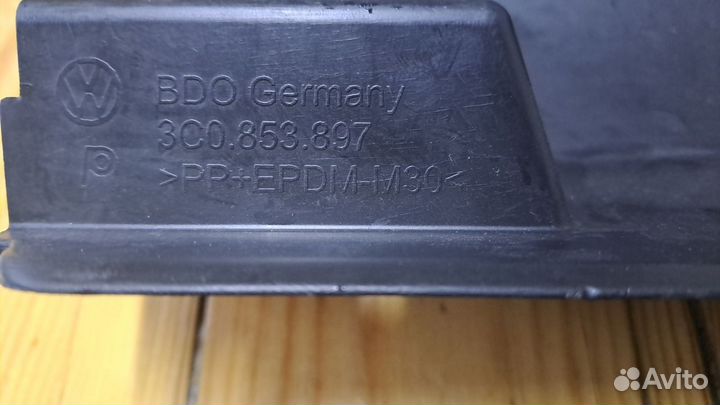 BDO Germany
3C0.853.897
>PP+EPDM-M30<
Avito